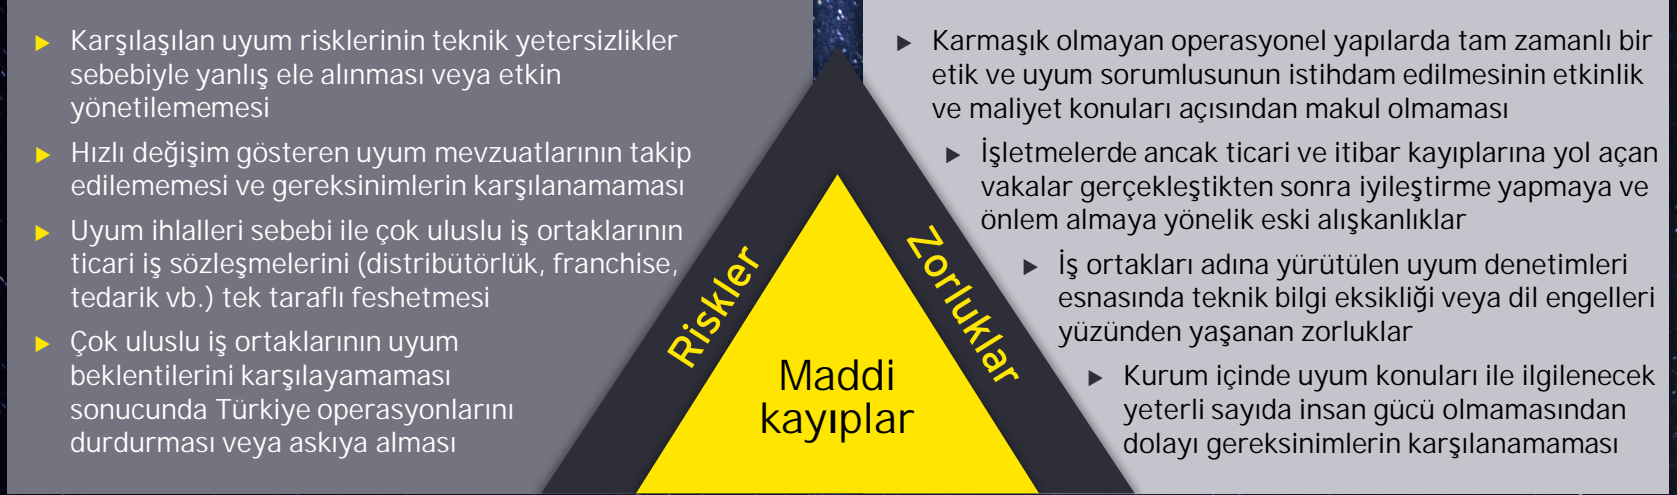 Karşılaşılan uyum risklerinin teknik yetersizlikler
sebebiyle yanlış ele alınması veya etkin
yönetilememesi
Hızlı değişim gösteren uyum mevzuatlarının takip
edilememesi ve gereksinimlerin karşılanamaması
Uyum ihlalleri sebebi ile çok uluslu iş ortaklarının
ticari iş sözleşmelerini (distribütörlük, franchise,
tedarik vb.) tek taraflı feshetmesi
Çok uluslu iş ortaklarının uyum
beklentilerini karşılayamaması
sonucunda Türkiye operasyonlarını
durdurması veya askıya alması
Riskler
Maddi
kayıplar
Zorluklar
Karmaşık olmayan operasyonel yapılarda tam zamanlı bir
etik ve uyum sorumlusunun istihdam edilmesinin etkinlik
ve maliyet konuları açısından makul olmaması
İşletmelerde ancak ticari ve itibar kayıplarına yol açan
vakalar gerçekleştikten sonra iyileştirme yapmaya ve
önlem almaya yönelik eski alışkanlıklar
İş ortakları adına yürütülen uyum denetimleri
esnasında teknik bilgi eksikliği veya dil engelleri
yüzünden yaşanan zorluklar
Kurum içinde uyum konuları ile ilgilenecek
yeterli sayıda insan gücü olmamasından
dolayı gereksinimlerin karşılanamaması